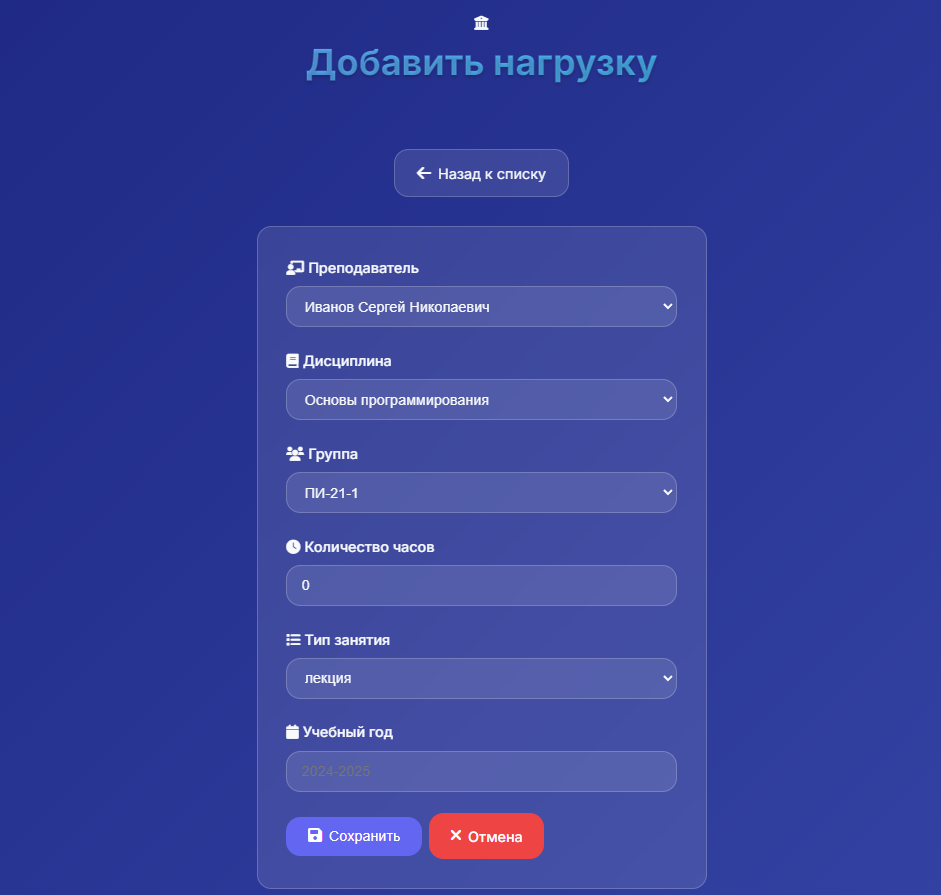 Добавить нагрузку
Назад к списку
Преподаватель
Иванов Сергей Николаевич
Дисциплина
Основы программирования
Группа
ПИ-21-1
Количество часов
0
Тип занятия
лекция
Учебный год
2024-2025
Сохранить
Отмена